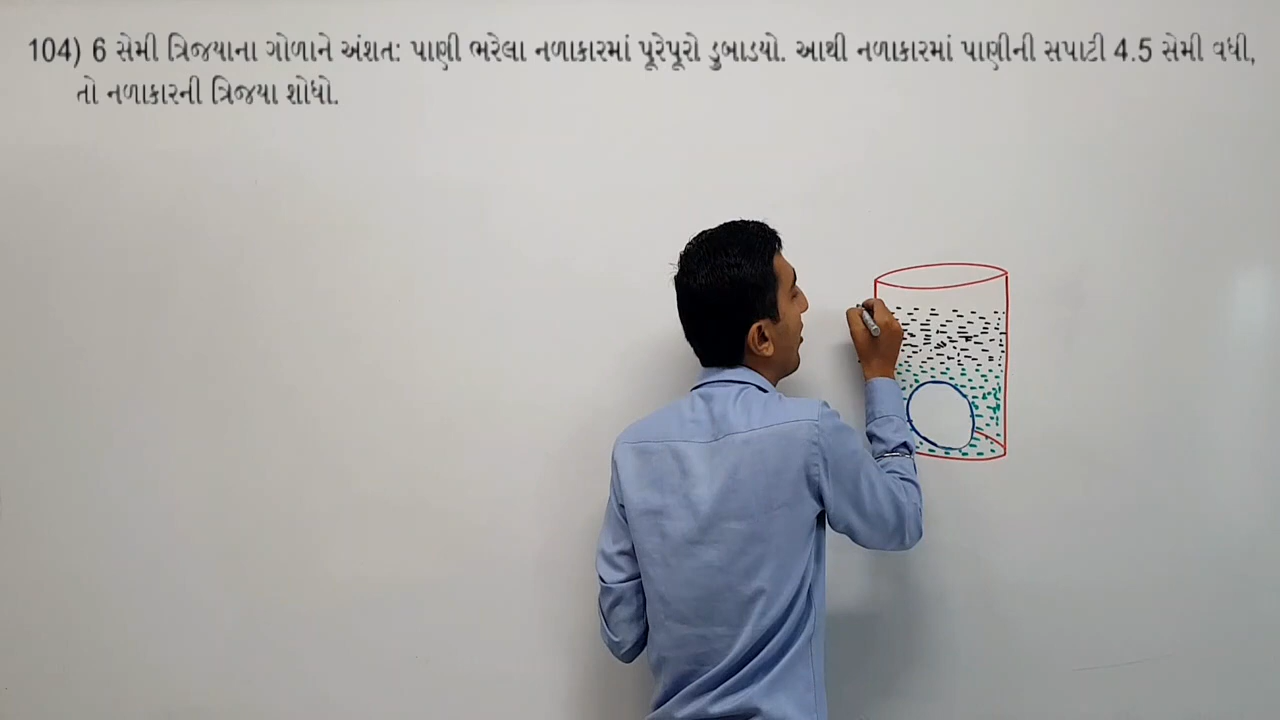 104) 6 સેમી ત્રિજ્યાના ગોળાને અંશત: પાણી ભરેલા નળાકારમાં પૂરેપૂરો ડુબાડયો. આથી નળાકારમાં પાણીની સપાટી 4.5 સેમી વધી,
તો નળાકારની ત્રિજ્યા શોધો.